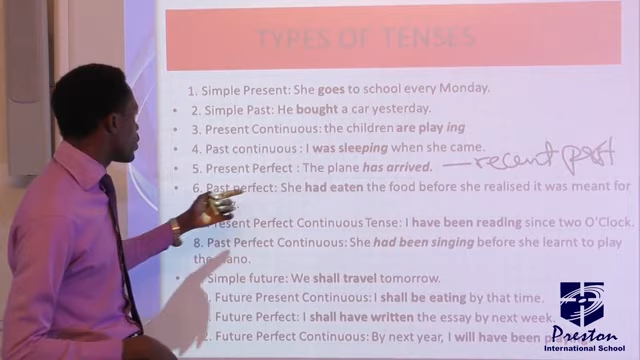 TYPES OF TENSES
1. Simple Present: She goes to school every Monday.
• 2. Simple Past: He bought a car yesterday.
• 3. Present Continuous: the children are play ing
• 4. Past continuous : I was sleeping when she came.
• 5. Present Perfect : The plane has arrived. — recent past
• 6. Past perfect: She had eaten the food before she realised it was meant for
Present Perfect Continuous Tense: I have been reading since two O'Clock.
8. Past Perfect Continuous: She had been singing before she learnt to play
the
Simple future: We shall travel tomorrow.
Future Present Continuous: I shall be eating by that time.
Future Perfect: I shall have written the essay by next week.
Future Perfect Continuous: By next year, I will have been
Preston
International School